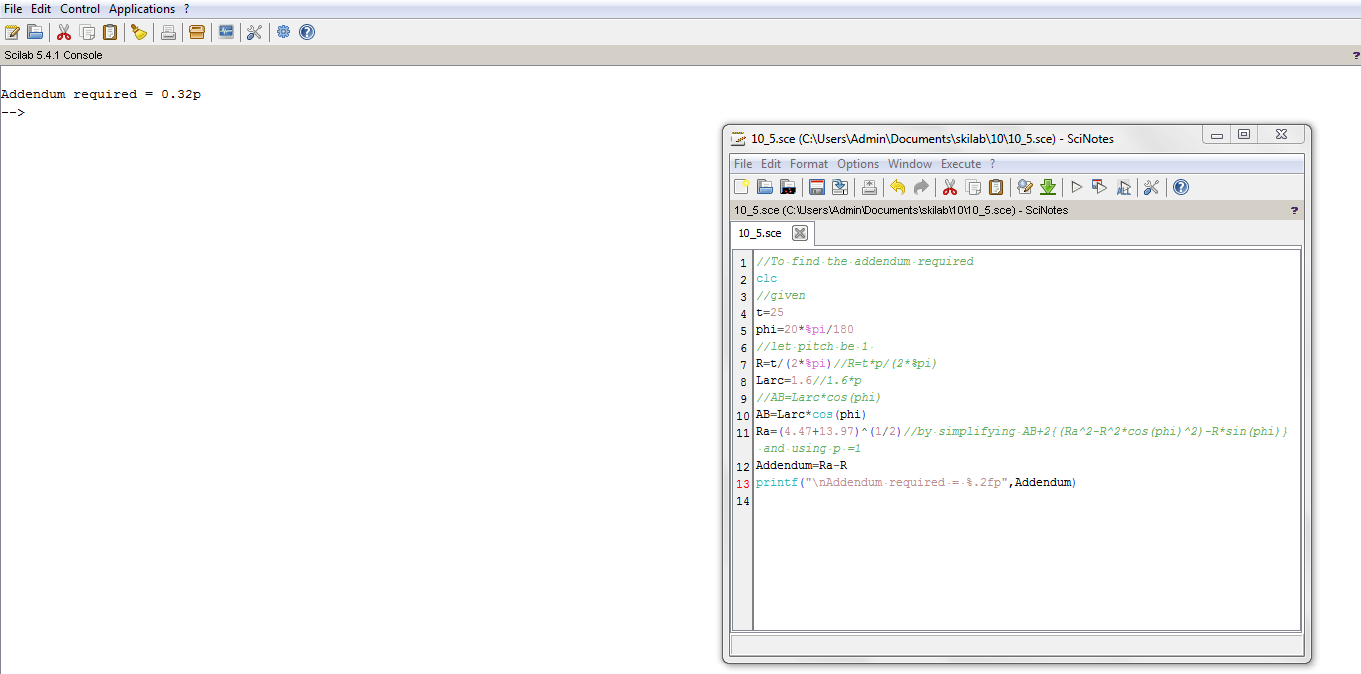 File Edit Control Applications ?
Scilab 5.4.1 Console
?
Addendum required = 0.32p
-->
10_5.sce (C:\Users\Admin\Documents\skilab\10\10_5.sce) - SciNotes
File Edit Format Options Window Execute ?
10_5.sce (C:\Users\Admin\Documents\skilab\10\10_5.sce) - SciNotes
?
10_5.sce
1 //To find the addendum required
2 clc
3 //given
4 t=25
5 phi=20*%pi/180
6 //let pitch be 1
7 R=t/(2*%pi)//R=t*p/(2*%pi)
8 Larc=1.6//1.6*p
9 //AB=Larc*cos(phi)
10 AB=Larc*cos(phi)
11 Ra=(4.47+13.97)^(1/2)//by simplifying AB+2{(Ra^2-R^2*cos(phi)^2)-R*sin(phi)}
and using p =1
12 Addendum=Ra-R
13 printf("\nAddendum required = %.2fp",Addendum)
14